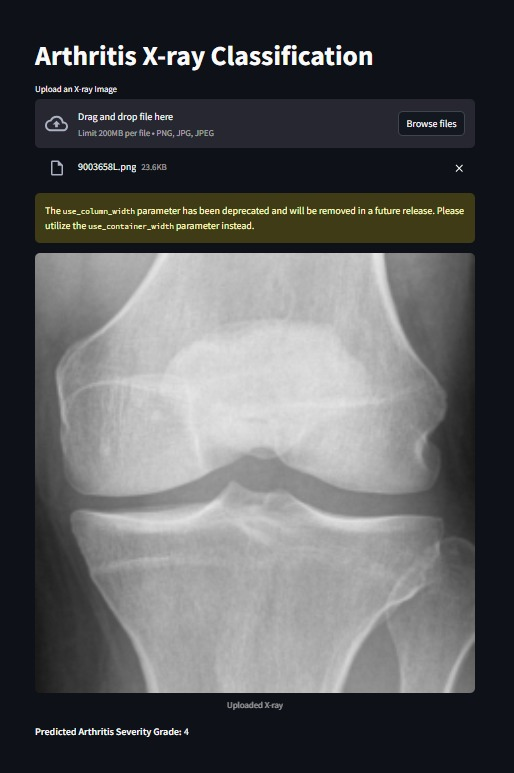 Arthritis X-ray Classification
Upload an X-ray Image
Drag and drop file here
Limit 200MB per file • PNG, JPG, JPEG
Browse files
9003658L.png 23.6KB
The use_column_width parameter has been deprecated and will be removed in a future release. Please
utilize the use_container_width parameter instead.
Uploaded X-ray
Predicted Arthritis Severity Grade: 4